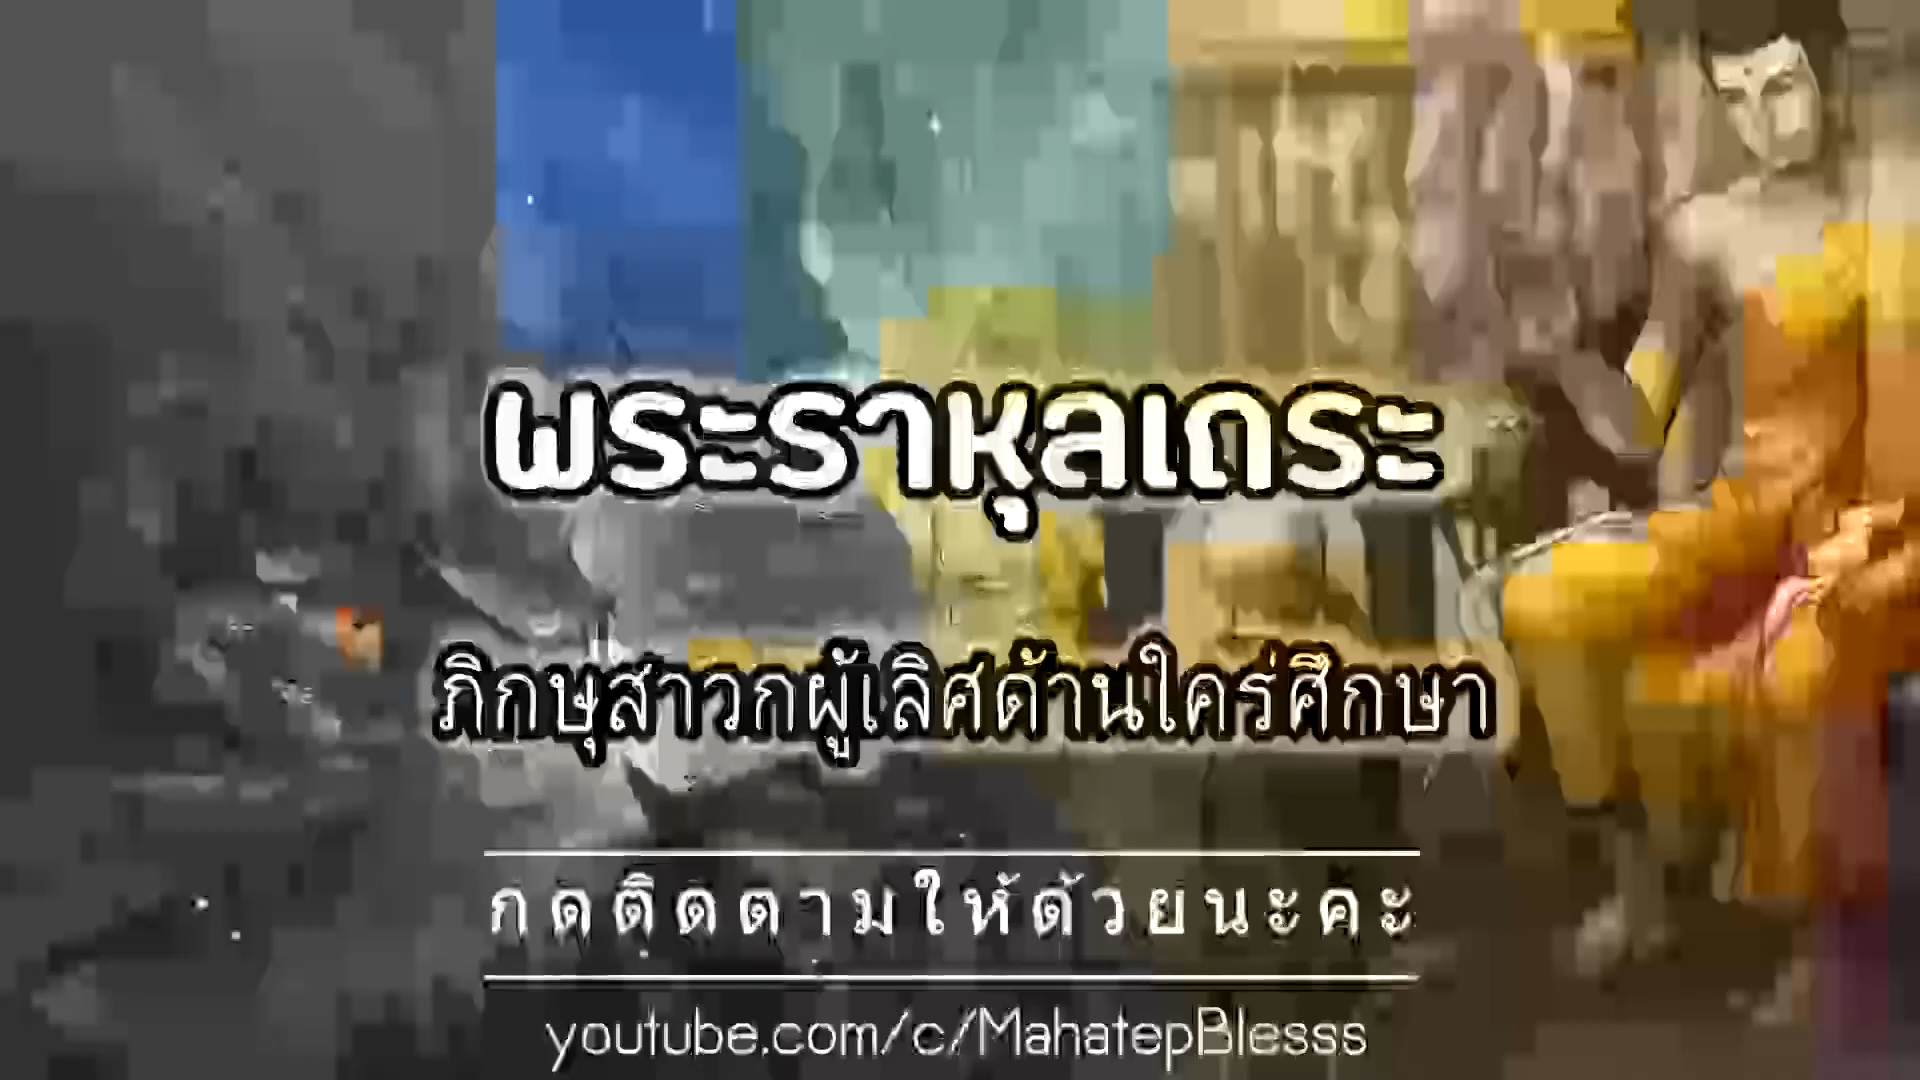 พระราหุลเถระ
ภิกษุสาวกผู้เลิศด้านใคร่ศึกษา
กดติดตามให้ด้วยนะคะ
youtube.com/c/MahatepBlesss